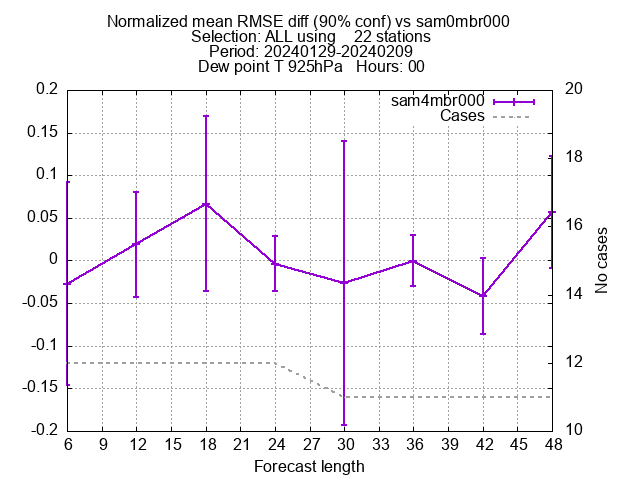 Normalized mean RMSE diff (90% conf) vs sam0mbr000
Selection: ALL using    22 stations
Period: 20240129-20240209
Dew point T 925hPa   Hours: 00
sam4mbr000
Cases
0.2
0.15
0.1
0.05
0
-0.05
-0.1
-0.15
-0.2
20
18
16
14
12
10
No cases
6 12 15 18 21 24 27 30 33 36 39 42 45 48
Forecast length